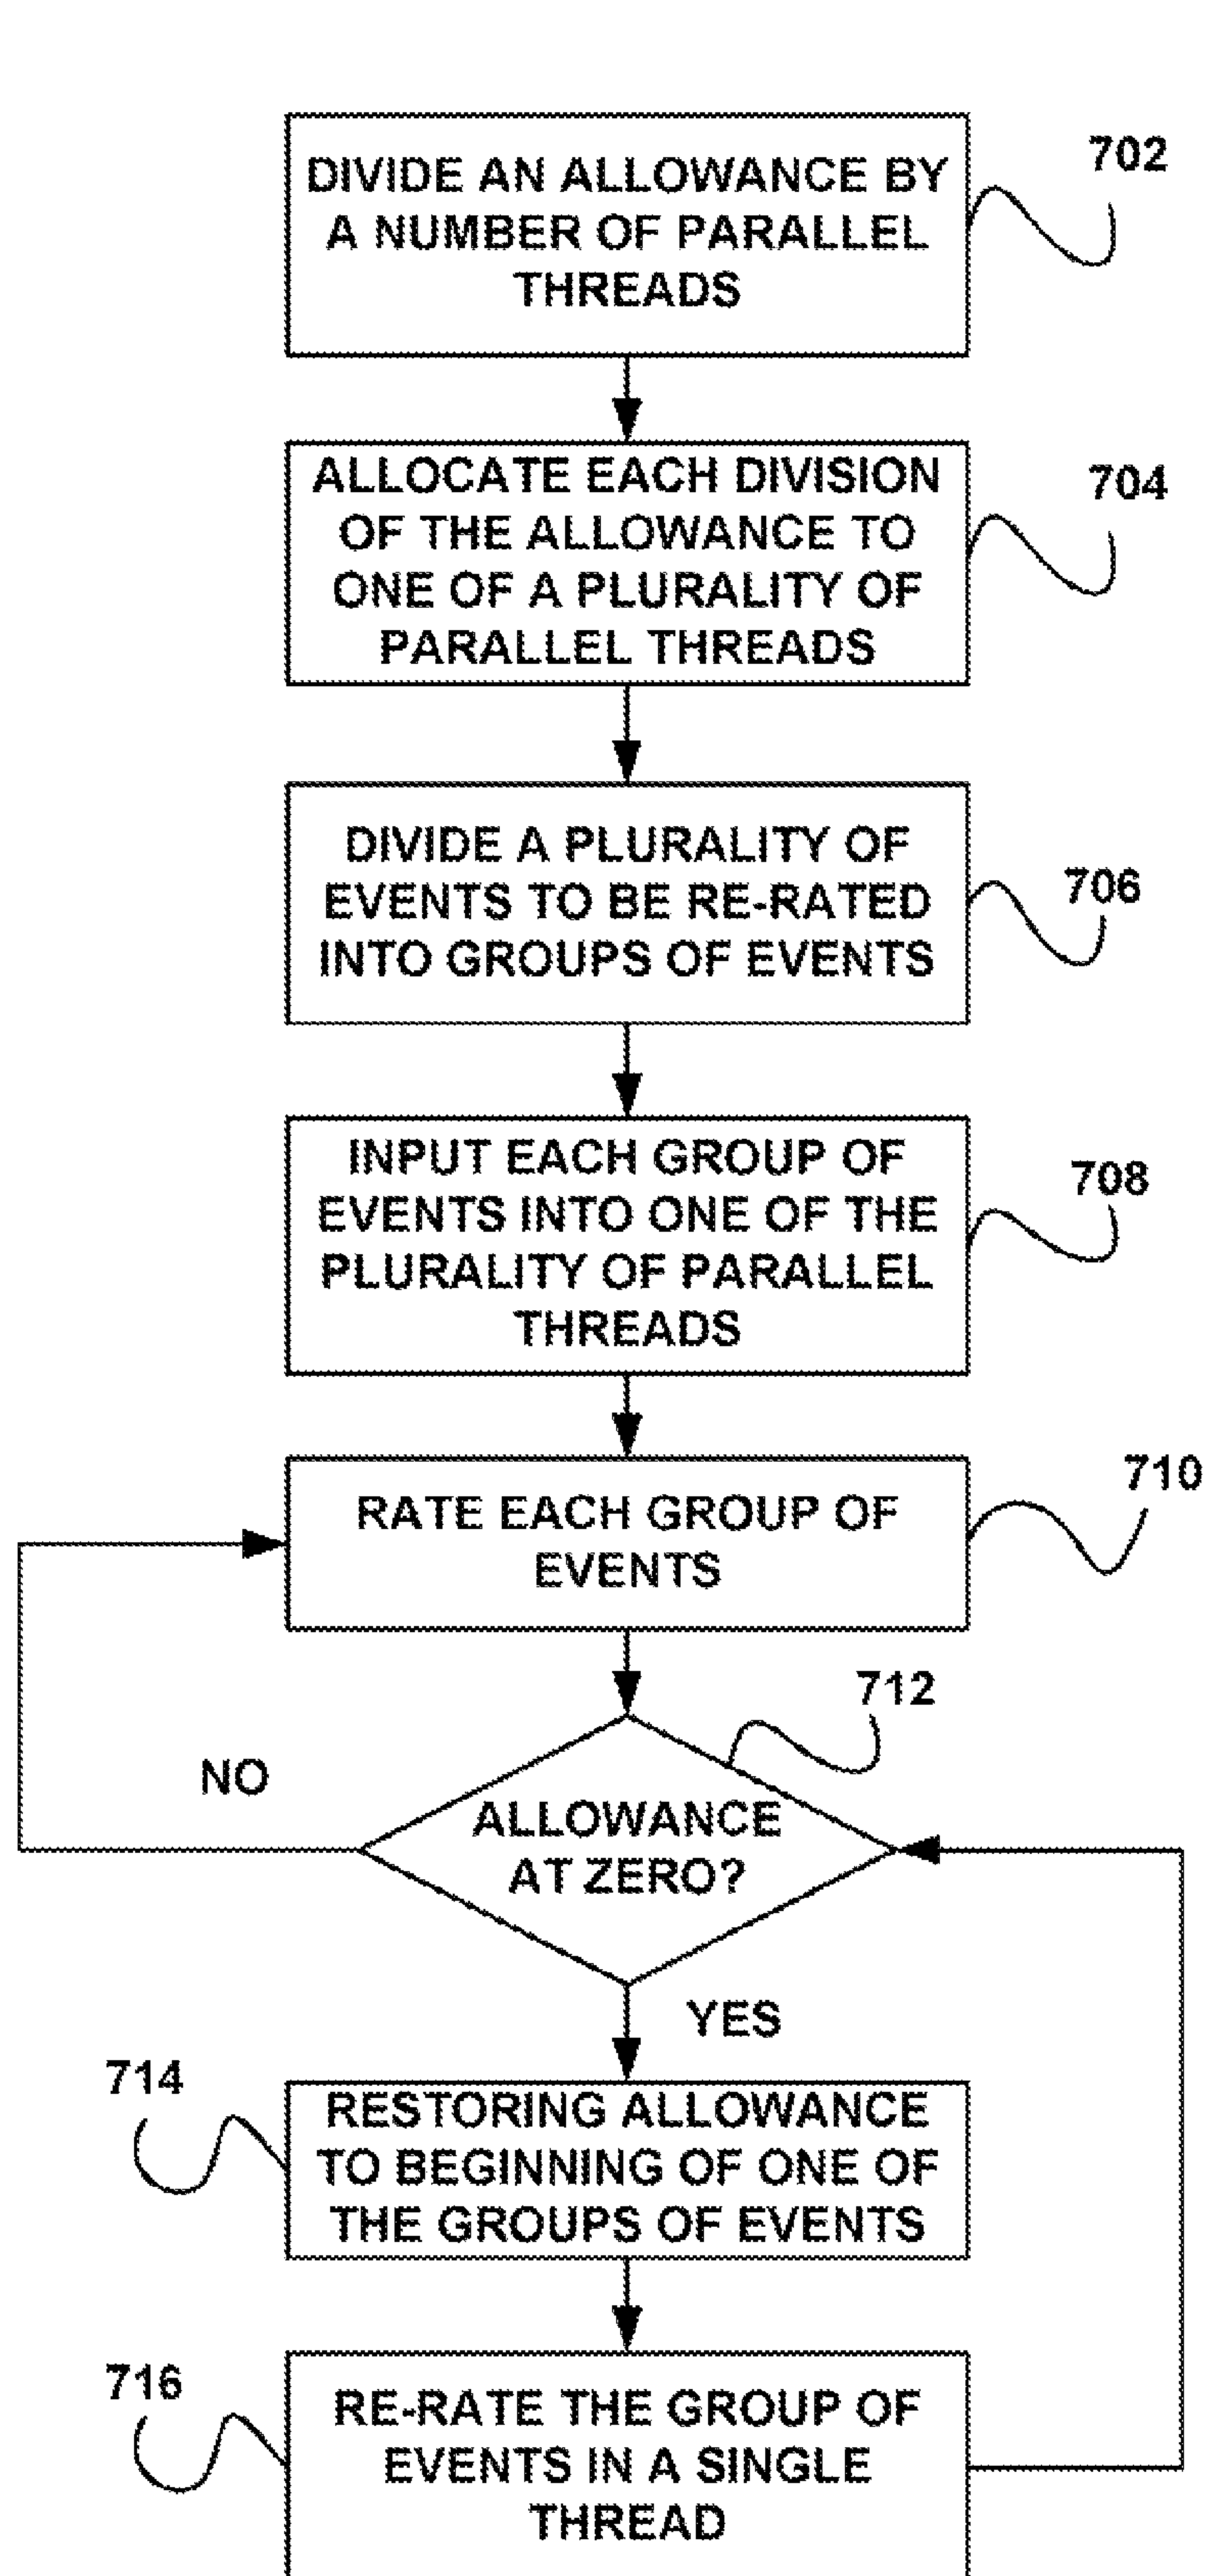 DIVIDE AN ALLOWANCE BY
A NUMBER OF PARALLEL
THREADS
702
ALLOCATE EACH DIVISION
OF THE ALLOWANCE TO
ONE OF A PLURALITY OF
PARALLEL THREADS
704
DIVIDE A PLURALITY OF
EVENTS TO BE RE-RATED
INTO GROUPS OF EVENTS
706
INPUT EACH GROUP OF
EVENTS INTO ONE OF THE
PLURALITY OF PARALLEL
THREADS
708
RATE EACH GROUP OF
EVENTS
710
712
NO
ALLOWANCE
AT ZERO?
YES
714
RESTORING ALLOWANCE
TO BEGINNING OF ONE OF
THE GROUPS OF EVENTS
716
RE-RATE THE GROUP OF
EVENTS IN A SINGLE
THREAD